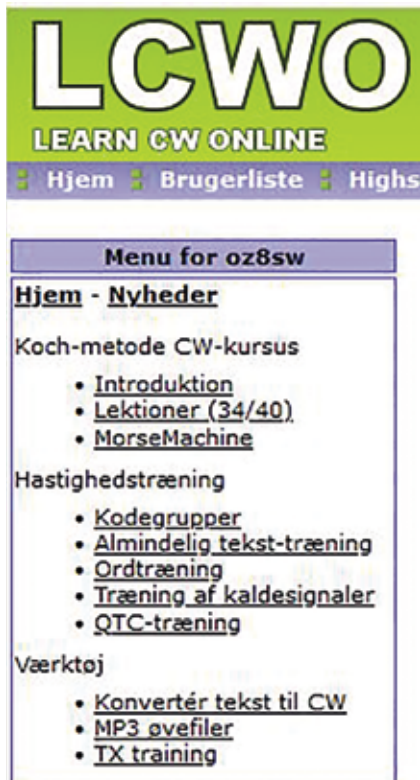 LCWO
LEARN CW ONLINE
Hjem Brugerliste Highs
Menu for oz8sw
Hjem - Nyheder
Koch-metode CW-kursus
• Introduktion
• Lektioner (34/40)
• MorseMachine
Hastighedstræning
• Kodegrupper
• Almindelig tekst-træning
• Ordtræning
• Træning af kaldesignaler
• QTC-træning
Værktøj
• Konvertér tekst til CW
• MP3 øvefiler
• TX training